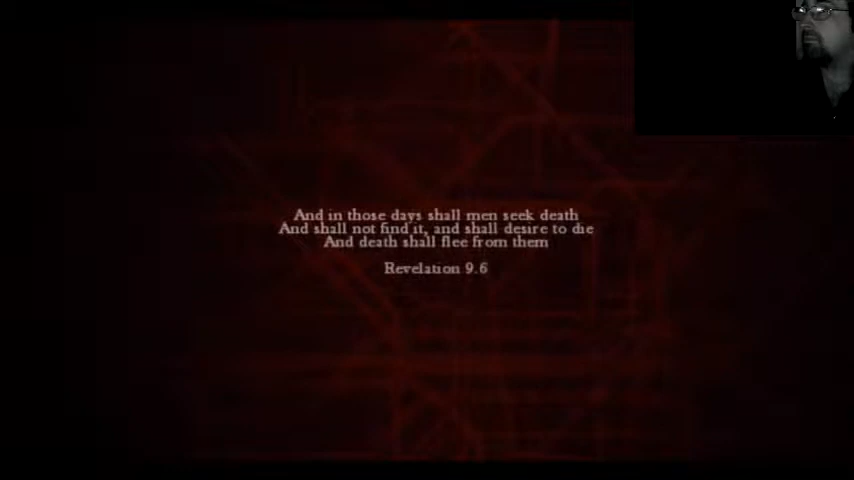 And in those days shall men seek death
And shall not find it, and shall desire to die
And death shall flee from them
Revelation 9.6